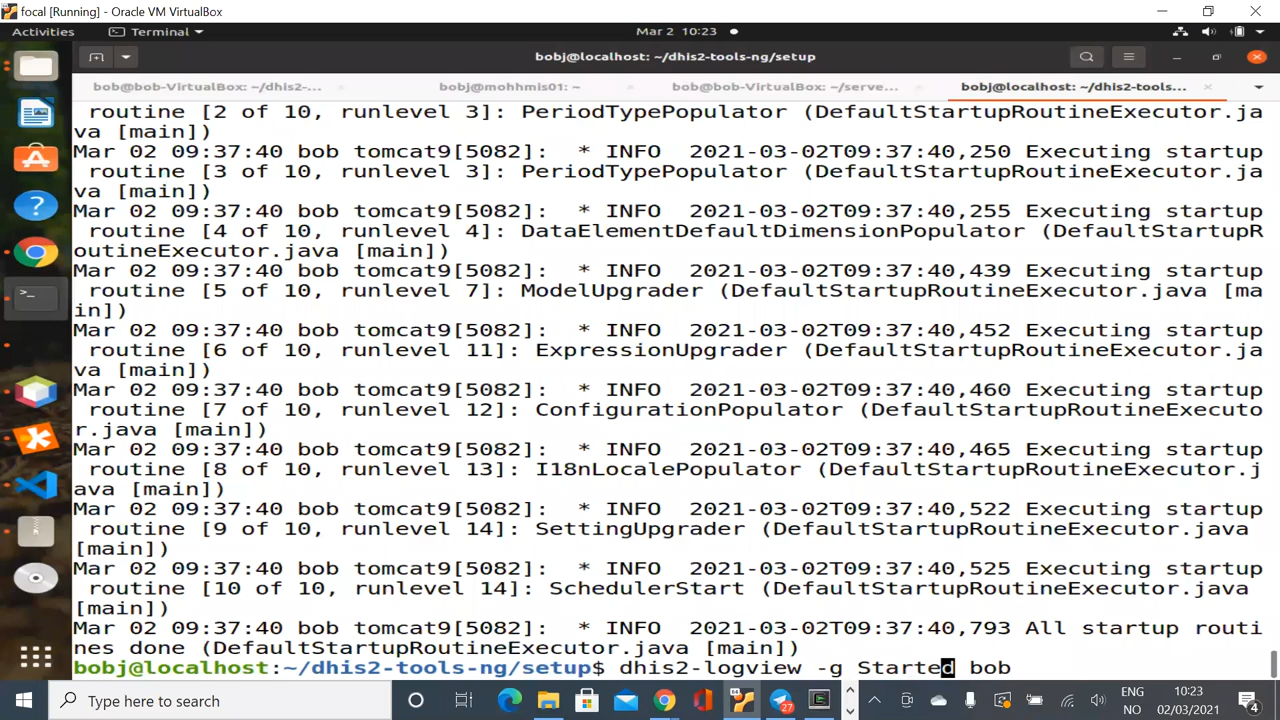 focal [Running] - Oracle VM VirtualBox
Activities Terminal Mar 2 10:23
bobj@localhost: ~/dhis2-tools-ng/setup
bob@bob-VirtualBox: ~/dhis2-... bobj@mohhmis01: ~ bob@bob-VirtualBox: ~/serve... bobj@localhost: ~/dhis2-tools...
routine [2 of 10, runlevel 3]: PeriodTypePopulator (DefaultStartupRoutineExecutor.ja
va [main])
Mar 02 09:37:40 bob tomcat9[5082]:  * INFO  2021-03-02T09:37:40,250 Executing startup
routine [3 of 10, runlevel 3]: PeriodTypePopulator (DefaultStartupRoutineExecutor.ja
va [main])
Mar 02 09:37:40 bob tomcat9[5082]:  * INFO  2021-03-02T09:37:40,255 Executing startup
routine [4 of 10, runlevel 4]: DataElementDefaultDimensionPopulator (DefaultStartupR
outineExecutor.java [main])
Mar 02 09:37:40 bob tomcat9[5082]:  * INFO  2021-03-02T09:37:40,439 Executing startup
routine [5 of 10, runlevel 7]: ModelUpgrader (DefaultStartupRoutineExecutor.java [ma
in])
Mar 02 09:37:40 bob tomcat9[5082]:  * INFO  2021-03-02T09:37:40,452 Executing startup
routine [6 of 10, runlevel 11]: ExpressionUpgrader (DefaultStartupRoutineExecutor.ja
va [main])
Mar 02 09:37:40 bob tomcat9[5082]:  * INFO  2021-03-02T09:37:40,460 Executing startup
routine [7 of 10, runlevel 12]: ConfigurationPopulator (DefaultStartupRoutineExecuto
r.java [main])
Mar 02 09:37:40 bob tomcat9[5082]:  * INFO  2021-03-02T09:37:40,465 Executing startup
routine [8 of 10, runlevel 13]: I18nLocalePopulator (DefaultStartupRoutineExecutor.j
ava [main])
Mar 02 09:37:40 bob tomcat9[5082]:  * INFO  2021-03-02T09:37:40,522 Executing startup
routine [9 of 10, runlevel 14]: SettingUpgrader (DefaultStartupRoutineExecutor.java
[main])
Mar 02 09:37:40 bob tomcat9[5082]:  * INFO  2021-03-02T09:37:40,525 Executing startup
routine [10 of 10, runlevel 14]: SchedulerStart (DefaultStartupRoutineExecutor.java
[main])
Mar 02 09:37:40 bob tomcat9[5082]:  * INFO  2021-03-02T09:37:40,793 All startup routi
nes done (DefaultStartupRoutineExecutor.java [main])
bobj@localhost:~/dhis2-tools-ng/setup$ dhis2-logview -g Started bob
Type here to search
27
ENG
NO
10:23
02/03/2021
4